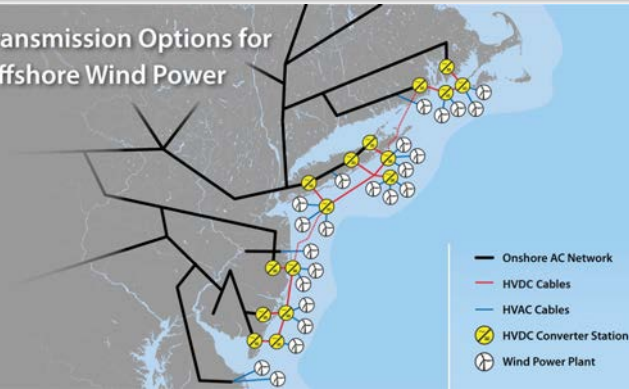 ansmission Options for
ffshore Wind Power
Onshore AC Network
HVDC Cables
HVAC Cables
HVDC Converter Station
Wind Power Plant